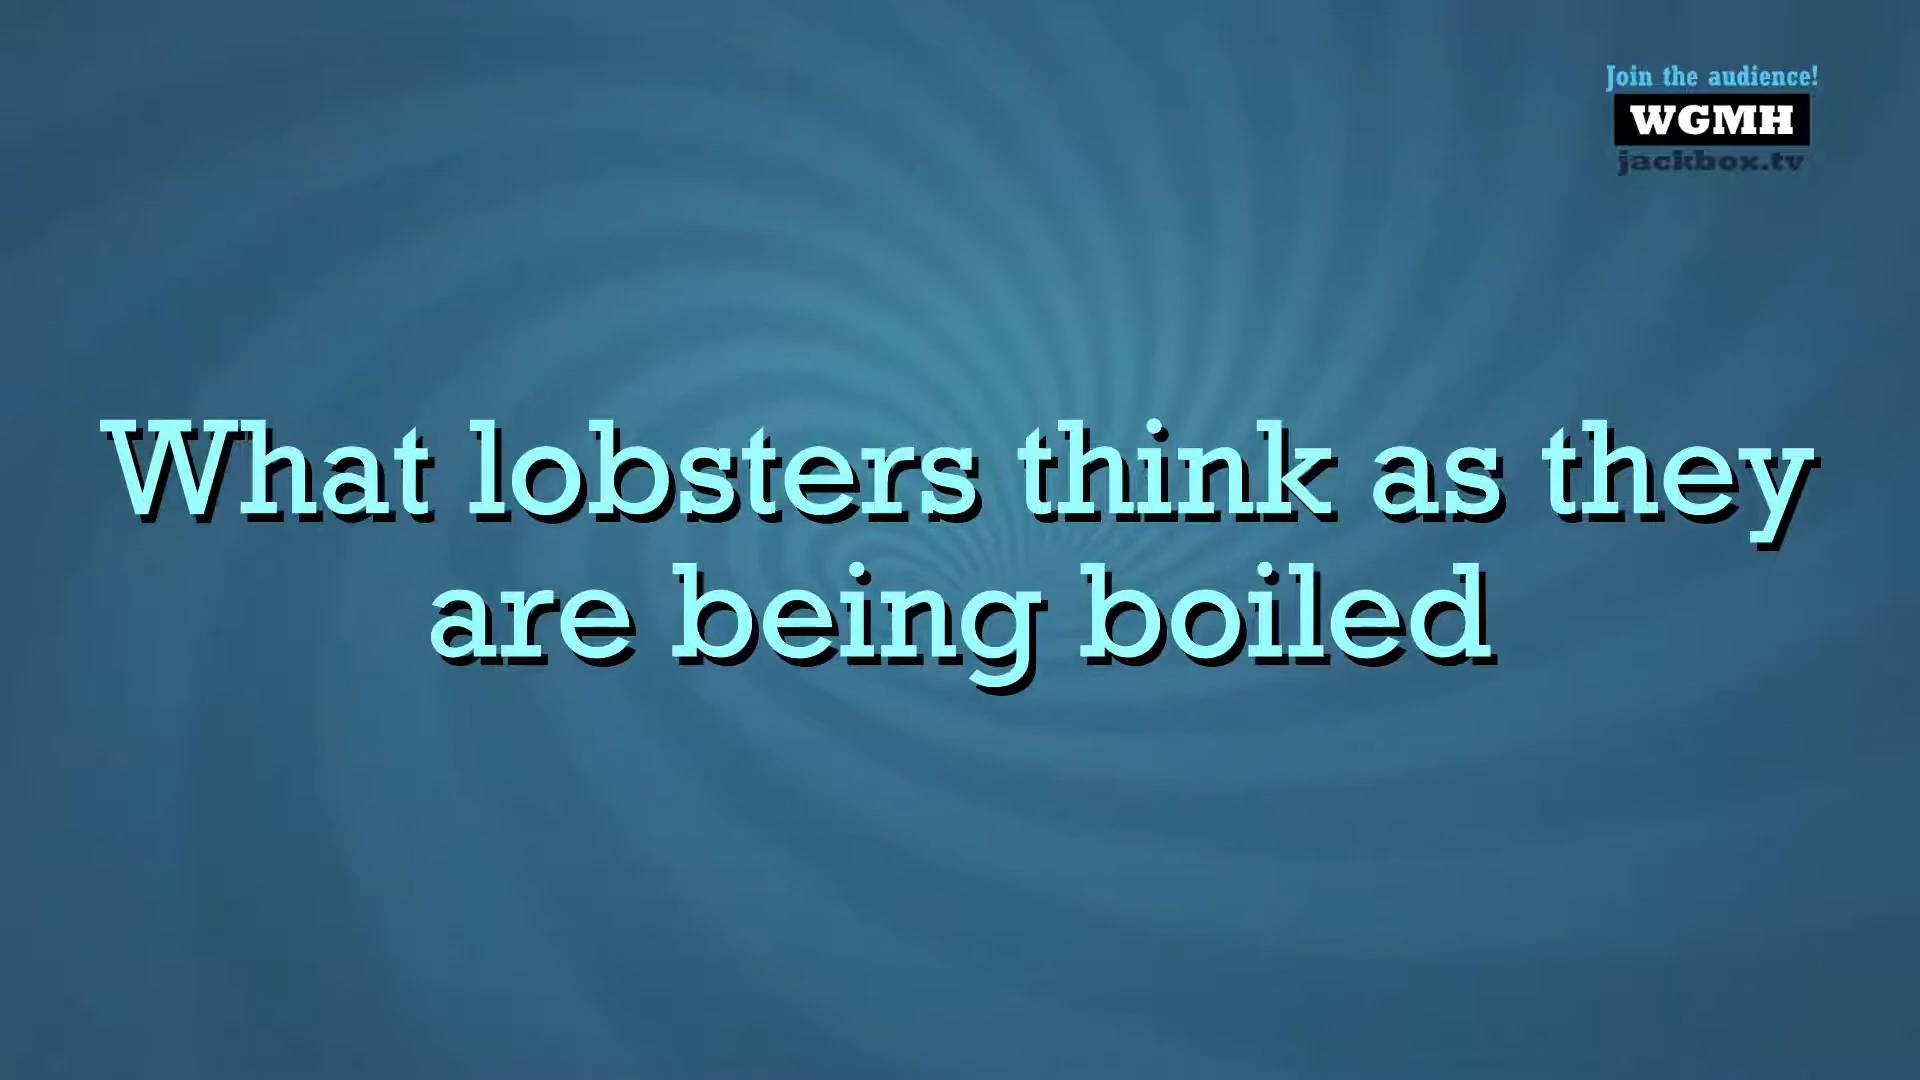 Join the audience!
WGMH
jackbox.tv
What lobsters think as they
are being boiled